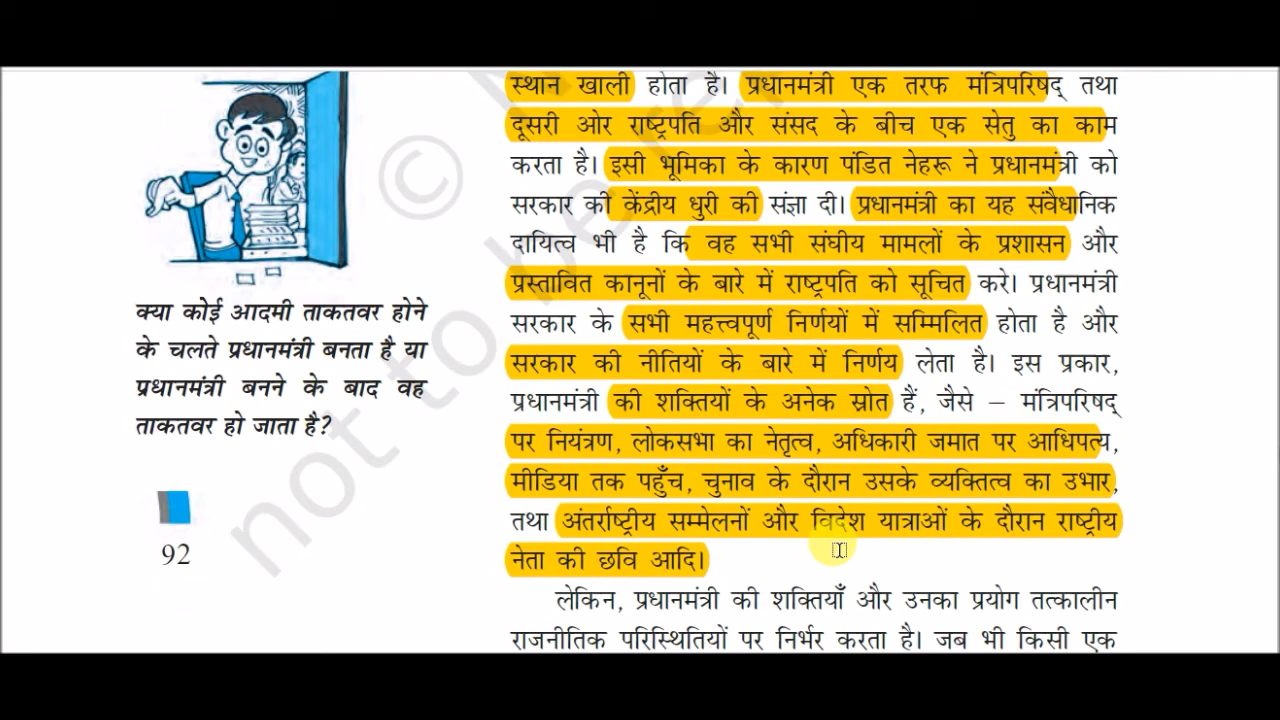 स्थान खाली होता है। प्रधानमंत्री एक तरफ मंत्रिपरिषद् तथा
दूसरी ओर राष्ट्रपति और संसद के बीच एक सेतु का काम
करता है। इसी भूमिका के कारण पंडित नेहरू ने प्रधानमंत्री को
सरकार की केंद्रीय धुरी की संज्ञा दी। प्रधानमंत्री का यह संवैधानिक
दायित्व भी है कि वह सभी संघीय मामलों के प्रशासन और
प्रस्तावित कानूनों के बारे में राष्ट्रपति को सूचित करे। प्रधानमंत्री
सरकार के सभी महत्त्वपूर्ण निर्णयों में सम्मिलित होता है और
सरकार की नीतियों के बारे में निर्णय लेता है। इस प्रकार,
प्रधानमंत्री की शक्तियों के अनेक स्रोत हैं, जैसे – मंत्रिपरिषद्
पर नियंत्रण, लोकसभा का नेतृत्व, अधिकारी जमात पर आधिपत्य,
मीडिया तक पहुँच, चुनाव के दौरान उसके व्यक्तित्व का उभार,
तथा अंतर्राष्ट्रीय सम्मेलनों और विदेश यात्राओं के दौरान राष्ट्रीय
नेता की छवि आदि।
लेकिन, प्रधानमंत्री की शक्तियाँ और उनका प्रयोग तत्कालीन
राजनीतिक परिस्थितियों पर निर्भर करता है। जब भी किसी एक
क्या कोई आदमी ताकतवर होने
के चलते प्रधानमंत्री बनता है या
प्रधानमंत्री बनने के बाद वह
ताकतवर हो जाता है?
92
©
not to be re